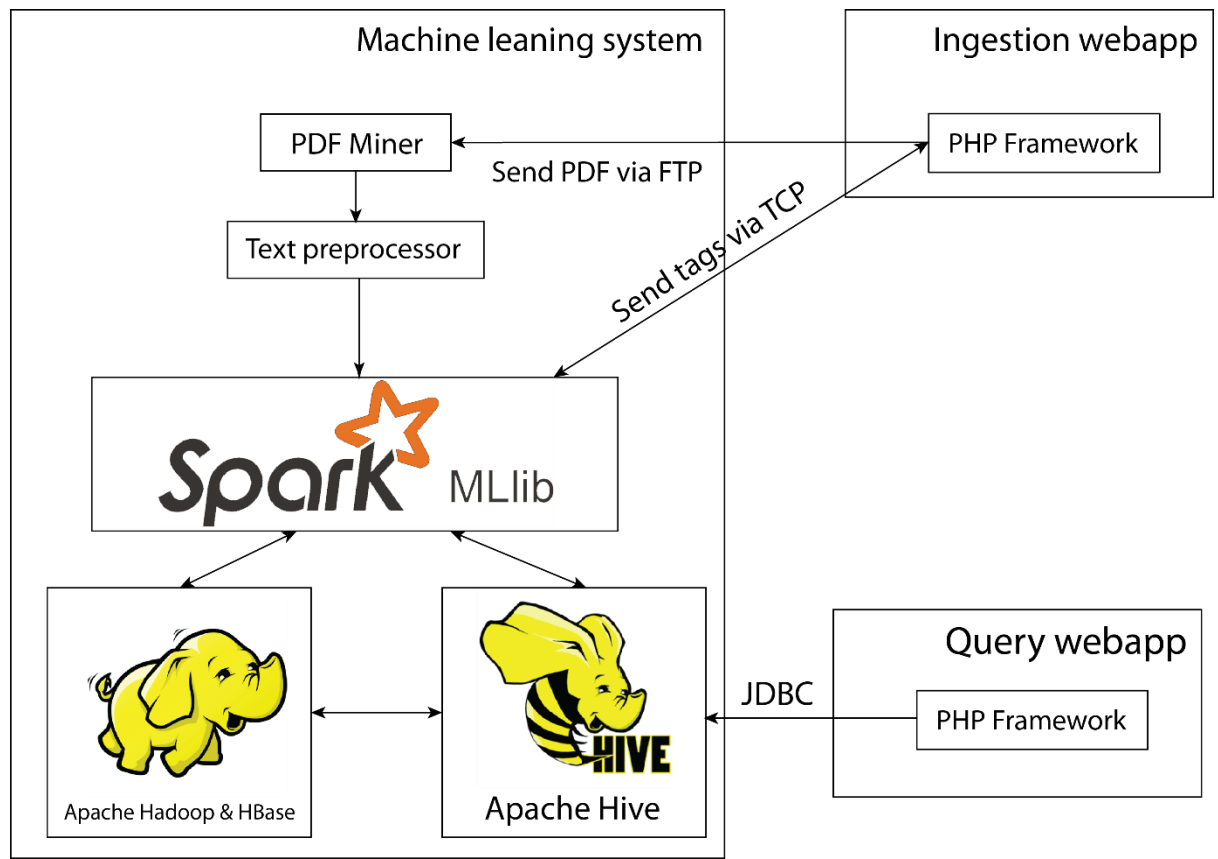 Machine leaning system
Ingestion webapp
PDF Miner
PHP Framework
Send PDF via FTP
Send tags via TCP
Text preprocessor
Spark MLlib
Query webapp
JDBC
PHP Framework
HIVE
Apache Hadoop & HBase
Apache Hive